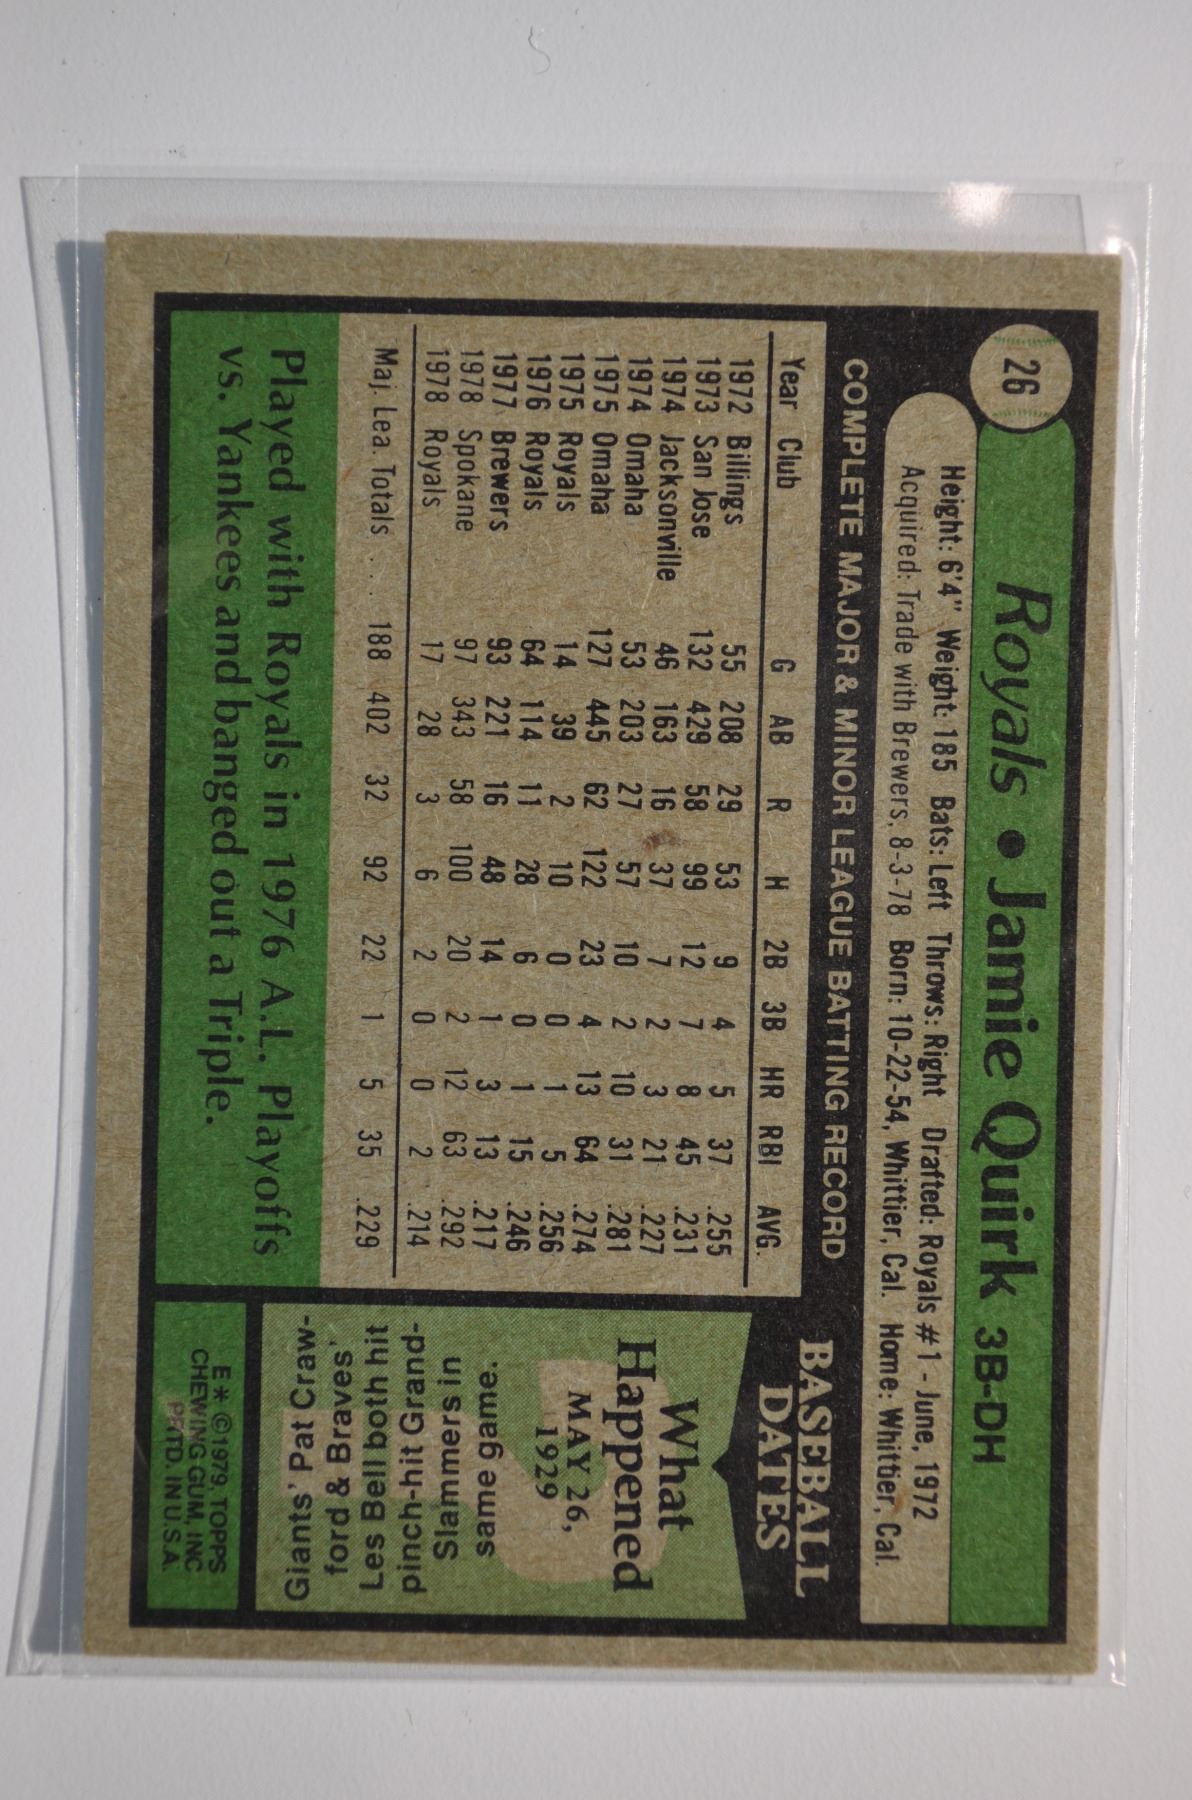 26
Royals • Jamie Quirk 3B-DH
Height: 6'4" Weight: 185 Bats: Left Throws: Right Drafted: Royals #1 - June, 1972
Acquired: Trade with Brewers, 8-3-78 Born: 10-22-54, Whittier, Cal. Home: Whittier, Cal.
COMPLETE MAJOR & MINOR LEAGUE BATTING RECORD
Year Club G AB R H 2B 3B HR RBI AVG.
1972 Billings 55 208 29 53 9 4 5 37 .255
1973 San Jose 132 429 58 99 12 7 8 45 .231
1974 Jacksonville 46 163 16 37 7 2 3 21 .227
1974 Omaha 53 203 27 57 10 2 10 31 .281
1975 Omaha 127 445 62 122 23 4 13 64 .274
1975 Royals 14 39 2 10 0 0 1 5 .256
1976 Royals 64 114 11 28 6 0 1 15 .246
1977 Brewers 93 221 16 48 14 1 3 13 .217
1978 Spokane 97 343 58 100 20 2 12 63 .292
1978 Royals 17 28 3 6 2 0 0 2 .214
Maj. Lea. Totals . . . 188 402 32 92 22 1 5 35 .229
Played with Royals in 1976 A.L. Playoffs
vs. Yankees and banged out a Triple.
BASEBALL
DATES
What
Happened
MAY 26,
1929
Giants' Pat Craw-
ford & Braves'
Les Bell both hit
pinch-hit Grand-
Slammers in
same game.
E* ©1979, TOPPS
CHEWING GUM, INC
PRTD. IN U.S.A.